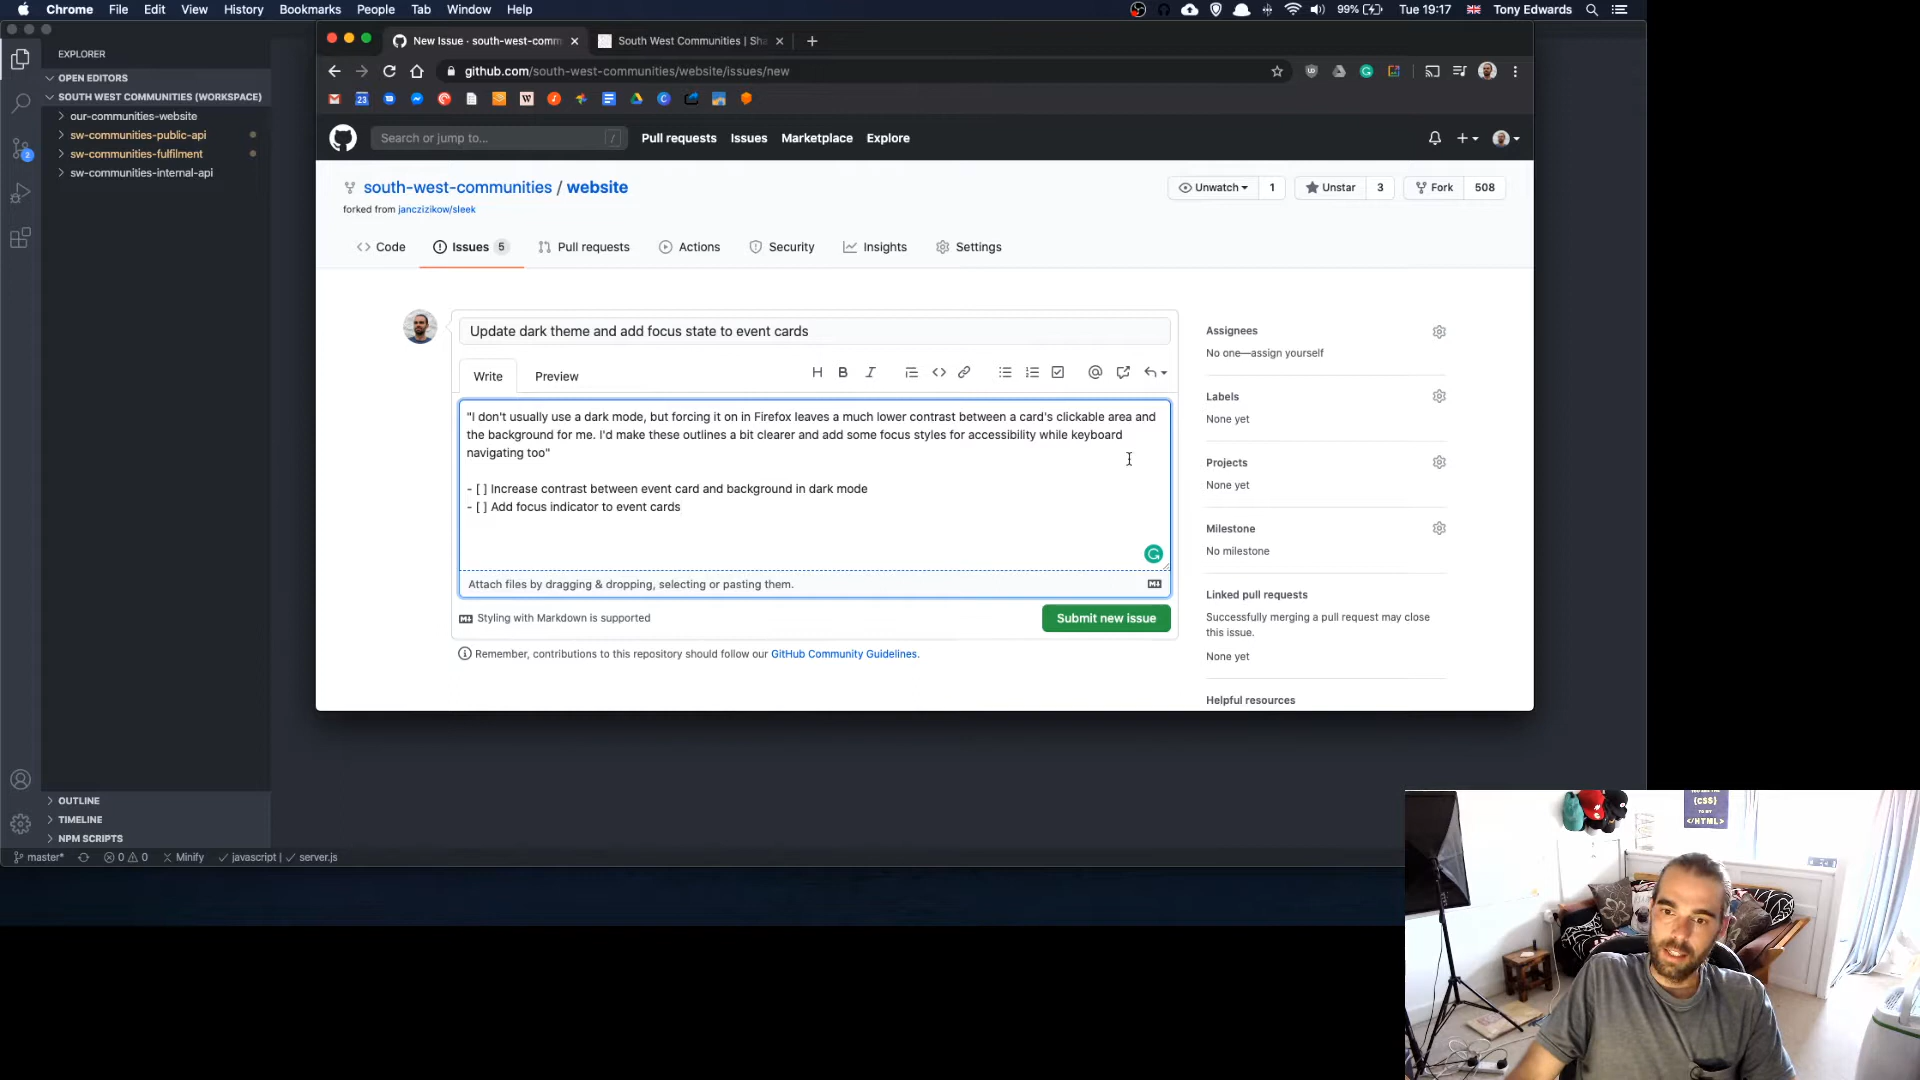 Chrome File Edit View History Bookmarks People Tab Window Help
99% Tue 19:17 Tony Edwards
EXPLORER
OPEN EDITORS
SOUTH WEST COMMUNITIES (WORKSPACE)
our-communities-website
sw-communities-public-api
sw-communities-fulfilment
sw-communities-internal-api
2
OUTLINE
TIMELINE
NPM SCRIPTS
master* 0 0 Minify javascript | server.js
New Issue · south-west-comm
South West Communities | Sha
github.com/south-west-communities/website/issues/new
23
Search or jump to... /
Pull requests Issues Marketplace Explore
south-west-communities / website
forked from janczizikow/sleek
Unwatch 1 Unstar 3 Fork 508
Code Issues 5 Pull requests Actions Security Insights Settings
Update dark theme and add focus state to event cards
Write Preview
H B I
"I don't usually use a dark mode, but forcing it on in Firefox leaves a much lower contrast between a card's clickable area and
the background for me. I'd make these outlines a bit clearer and add some focus styles for accessibility while keyboard
navigating too"
- [ ] Increase contrast between event card and background in dark mode
- [ ] Add focus indicator to event cards
Attach files by dragging & dropping, selecting or pasting them.
Styling with Markdown is supported
Submit new issue
Remember, contributions to this repository should follow our GitHub Community Guidelines.
Assignees
No one—assign yourself
Labels
None yet
Projects
None yet
Milestone
No milestone
Linked pull requests
Successfully merging a pull request may close
this issue.
None yet
Helpful resources
{CSS}
TO MY
</HTML>